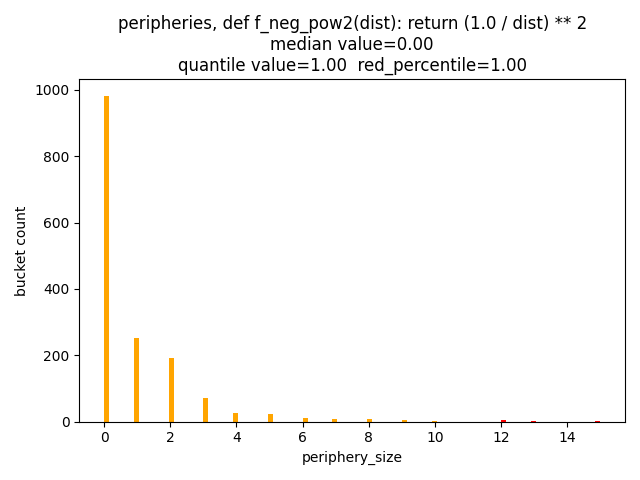 peripheries, def f_neg_pow2(dist): return (1.0 / dist) ** 2
median value=0.00
quantile value=1.00  red_percentile=1.00
1000
800
600
400
200
0
bucket count
0 2 4 6 8 10 12 14
periphery_size